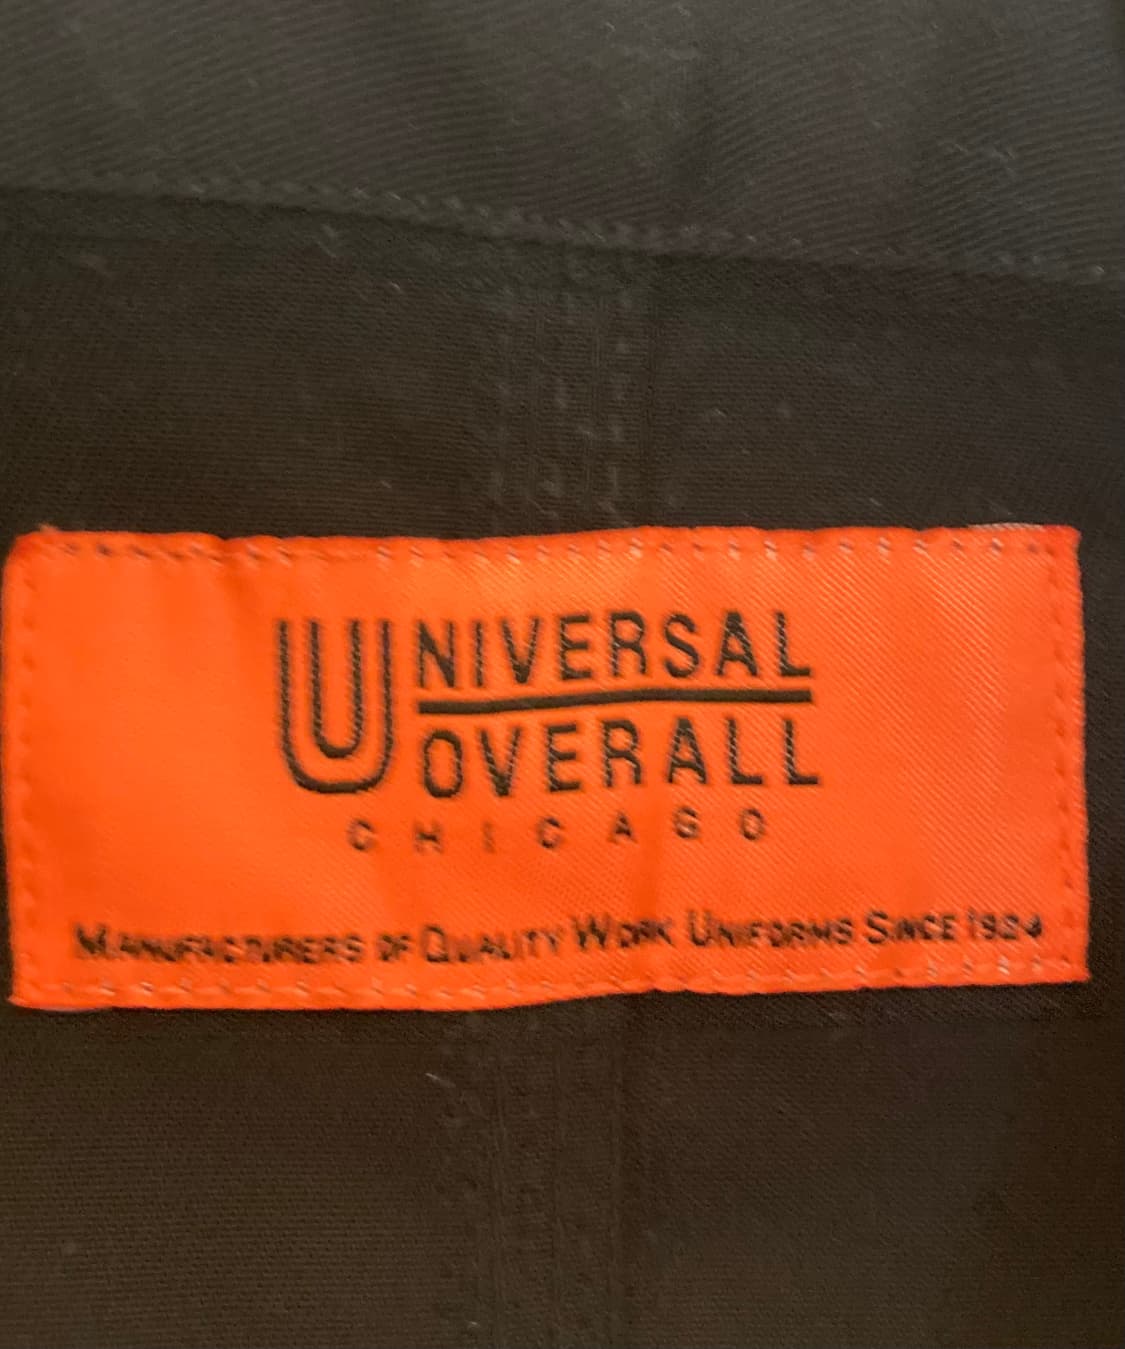 UNIVERSAL
OVERALL
CHICAGO
MANUFACTURERS OF QUALITY WORK UNIFORMS SINCE 1924